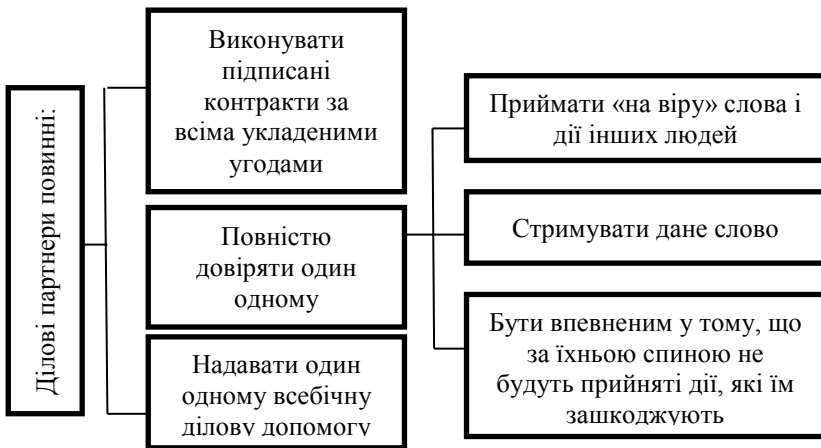 Ділові партнери повинні:
Виконувати
підписані
контракти за
всіма укладеними
угодами
Повністю
довіряти один
одному
Надавати один
одному всебічну
ділову допомогу
Приймати «на віру» слова і
дії інших людей
Стримувати дане слово
Бути впевненим у тому, що
за їхньою спиною не
будуть прийняті дії, які їм
зашкоджують